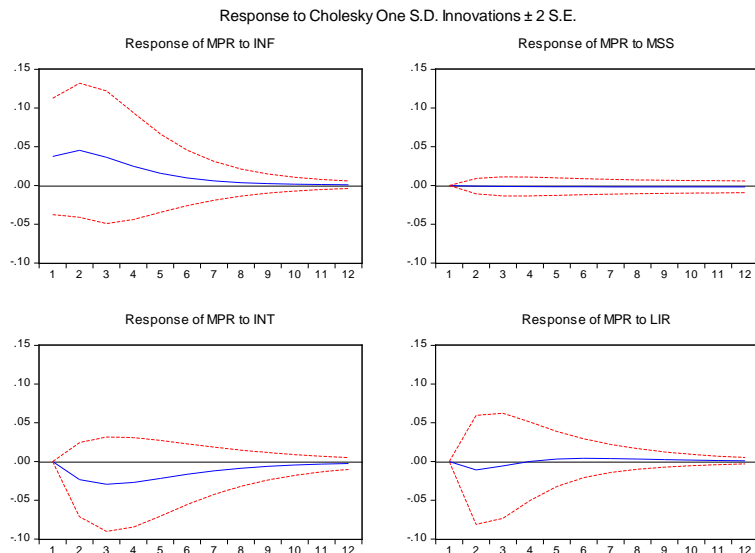 Response to Cholesky One S.D. Innovations ± 2 S.E.
Response of MPR to INF
.15
.10
.05
.00
-.05
-.10
1 2 3 4 5 6 7 8 9 10 11 12
Response of MPR to MSS
.15
.10
.05
.00
-.05
-.10
1 2 3 4 5 6 7 8 9 10 11 12
Response of MPR to INT
.15
.10
.05
.00
-.05
-.10
1 2 3 4 5 6 7 8 9 10 11 12
Response of MPR to LIR
.15
.10
.05
.00
-.05
-.10
1 2 3 4 5 6 7 8 9 10 11 12